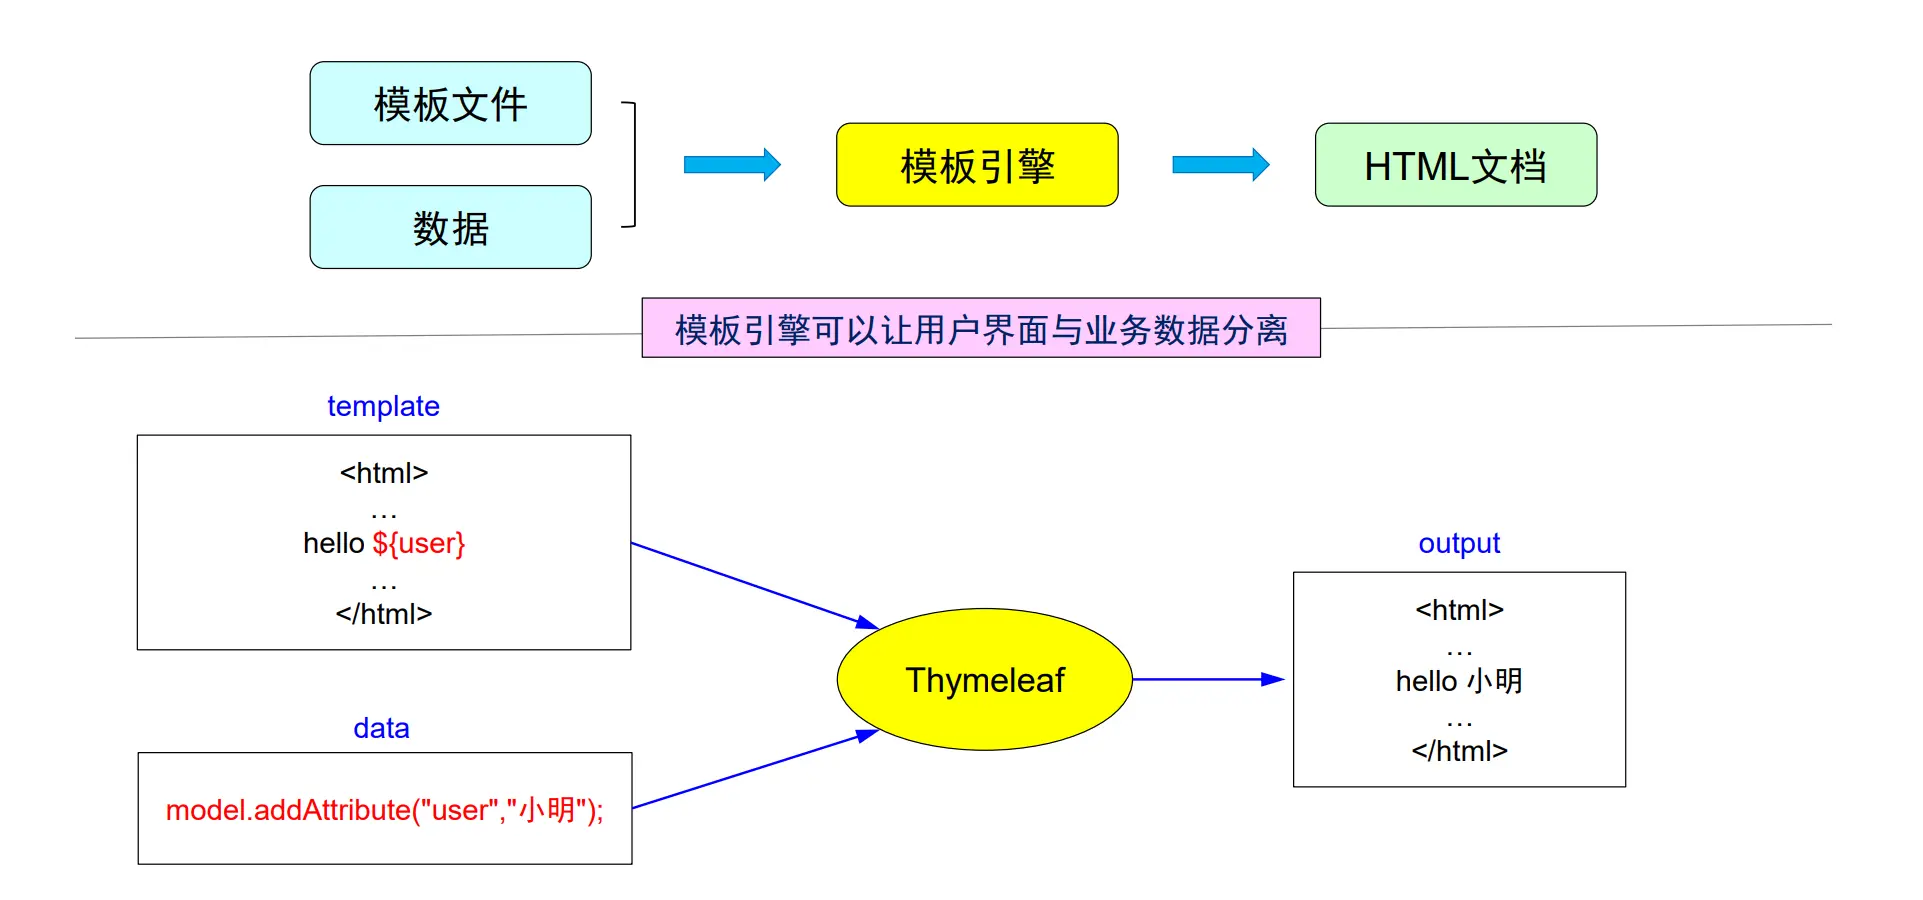 模板文件
数据
模板引擎
HTML文档
模板引擎可以让用户界面与业务数据分离
template
<html>
…
hello ${user}
…
</html>
data
model.addAttribute("user","小明");
Thymeleaf
output
<html>
…
hello 小明
…
</html>